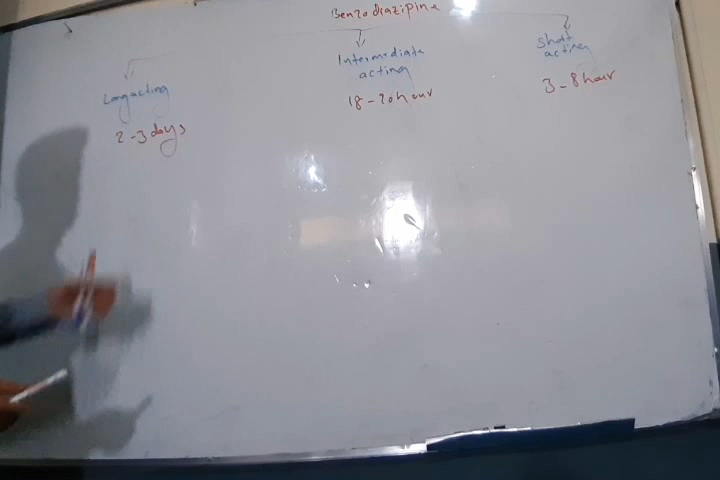 Benzodiazipine
Long acting
2-3 days
Intermediate
acting
18-20 hour
Short
acting
3-8 hour